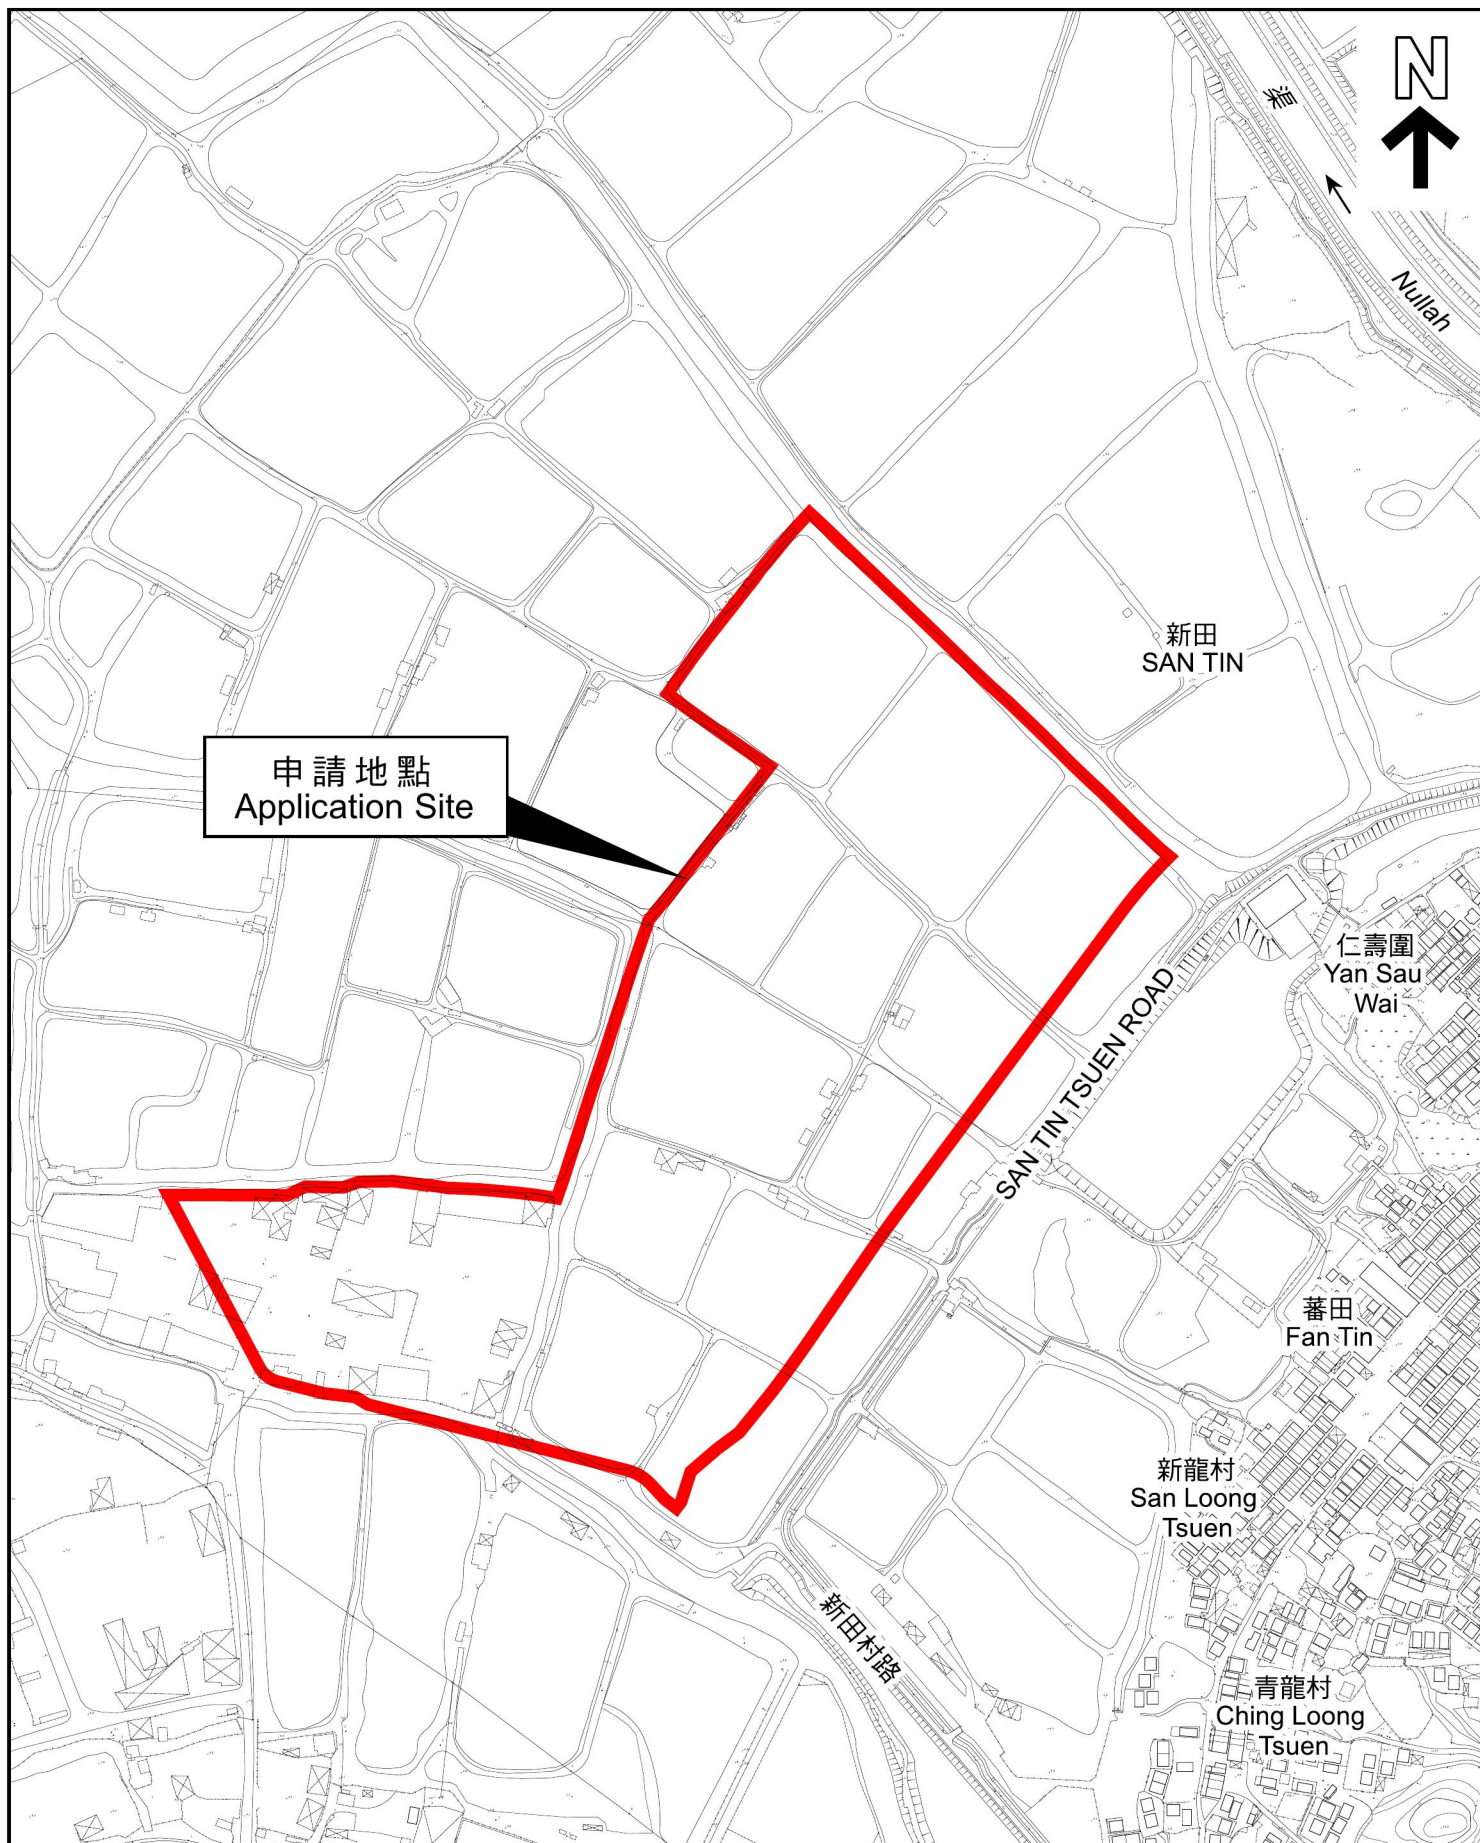 N
渠
Nullah
新田
SAN TIN
申請地點
Application Site
仁壽圍
Yan Sau
Wai
SAN TIN TSUEN ROAD
蕃田
Fan Tin
新龍村
San Loong
Tsuen
新田村路
青龍村
Ching Loong
Tsuen